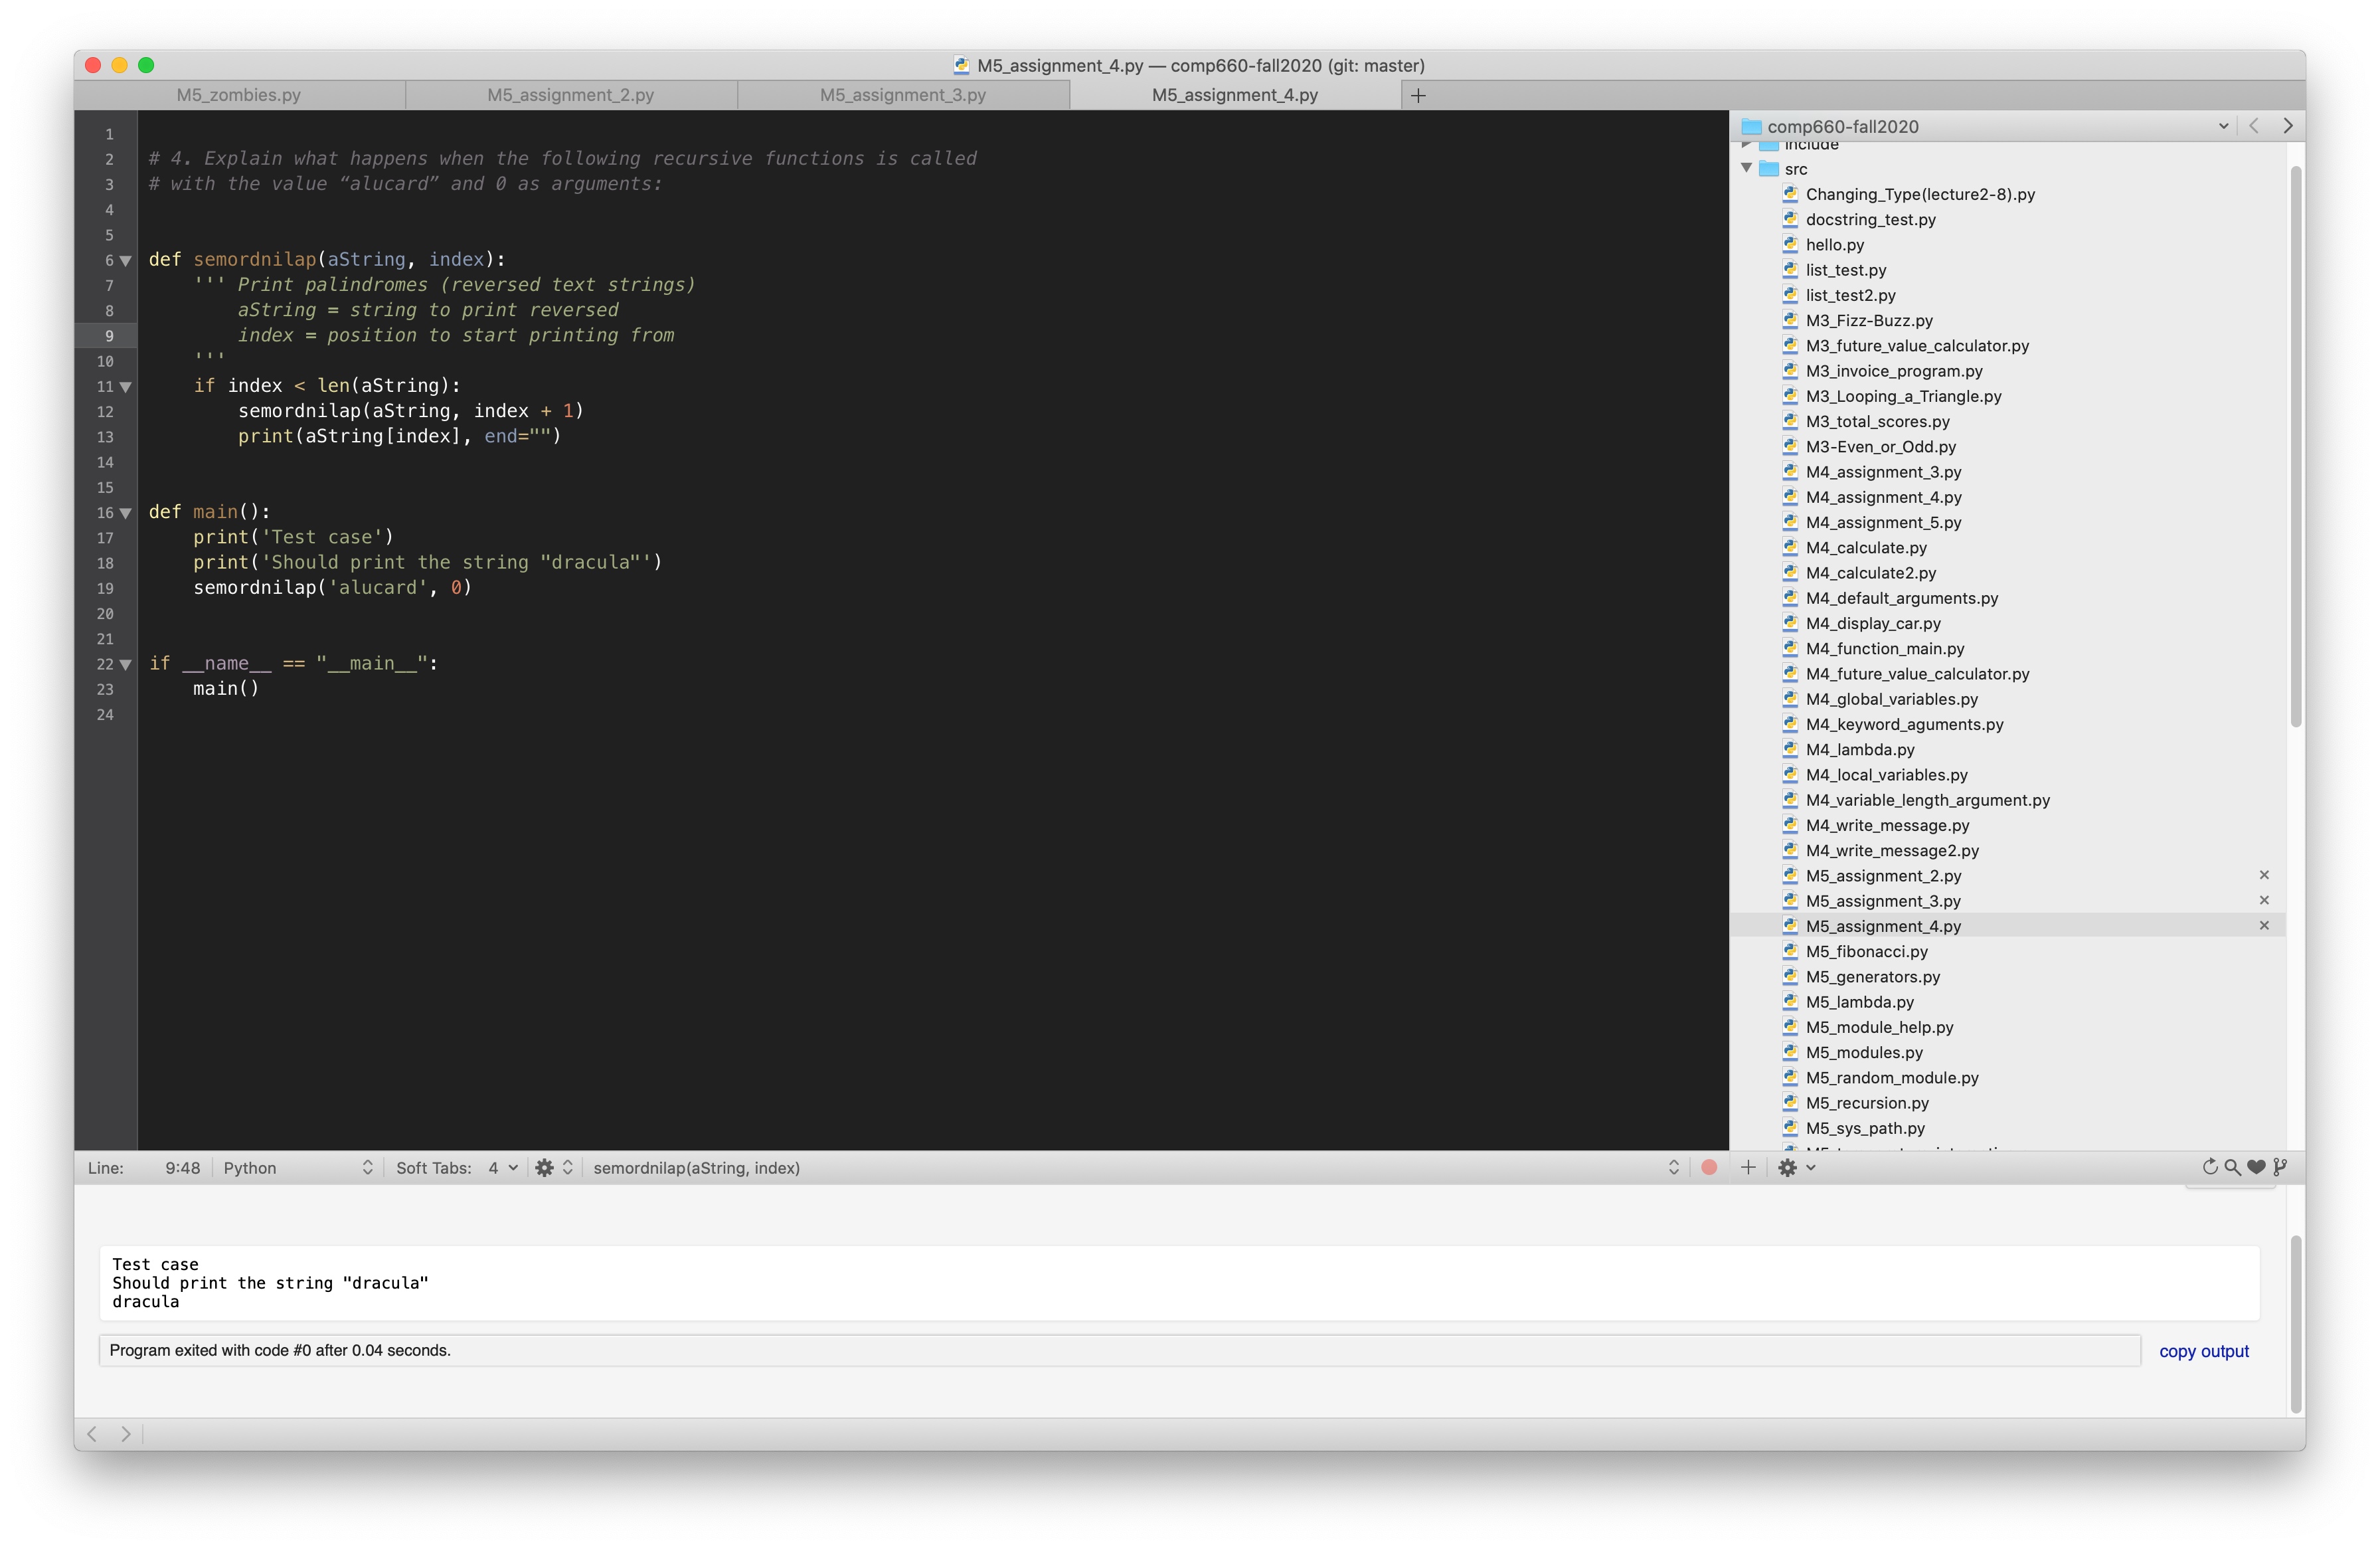 M5_assignment_4.py — comp660-fall2020 (git: master)
M5_zombies.py
M5_assignment_2.py
M5_assignment_3.py
M5_assignment_4.py
1
2 # 4. Explain what happens when the following recursive functions is called
3 # with the value “alucard” and 0 as arguments:
4
5
6 def semordnilap(aString, index):
7     ''' Print palindromes (reversed text strings)
8         aString = string to print reversed
9         index = position to start printing from
10     '''
11     if index < len(aString):
12         semordnilap(aString, index + 1)
13         print(aString[index], end="")
14
15
16 def main():
17     print('Test case')
18     print('Should print the string "dracula"')
19     semordnilap('alucard', 0)
20
21
22 if __name__ == "__main__":
23     main()
24
comp660-fall2020
include
src
Changing_Type(lecture2-8).py
docstring_test.py
hello.py
list_test.py
list_test2.py
M3_Fizz-Buzz.py
M3_future_value_calculator.py
M3_invoice_program.py
M3_Looping_a_Triangle.py
M3_total_scores.py
M3-Even_or_Odd.py
M4_assignment_3.py
M4_assignment_4.py
M4_assignment_5.py
M4_calculate.py
M4_calculate2.py
M4_default_arguments.py
M4_display_car.py
M4_function_main.py
M4_future_value_calculator.py
M4_global_variables.py
M4_keyword_aguments.py
M4_lambda.py
M4_local_variables.py
M4_variable_length_argument.py
M4_write_message.py
M4_write_message2.py
M5_assignment_2.py
M5_assignment_3.py
M5_assignment_4.py
M5_fibonacci.py
M5_generators.py
M5_lambda.py
M5_module_help.py
M5_modules.py
M5_random_module.py
M5_recursion.py
M5_sys_path.py
Line: 9:48 Python Soft Tabs: 4 semordnilap(aString, index)
Test case
Should print the string "dracula"
dracula
Program exited with code #0 after 0.04 seconds.
copy output